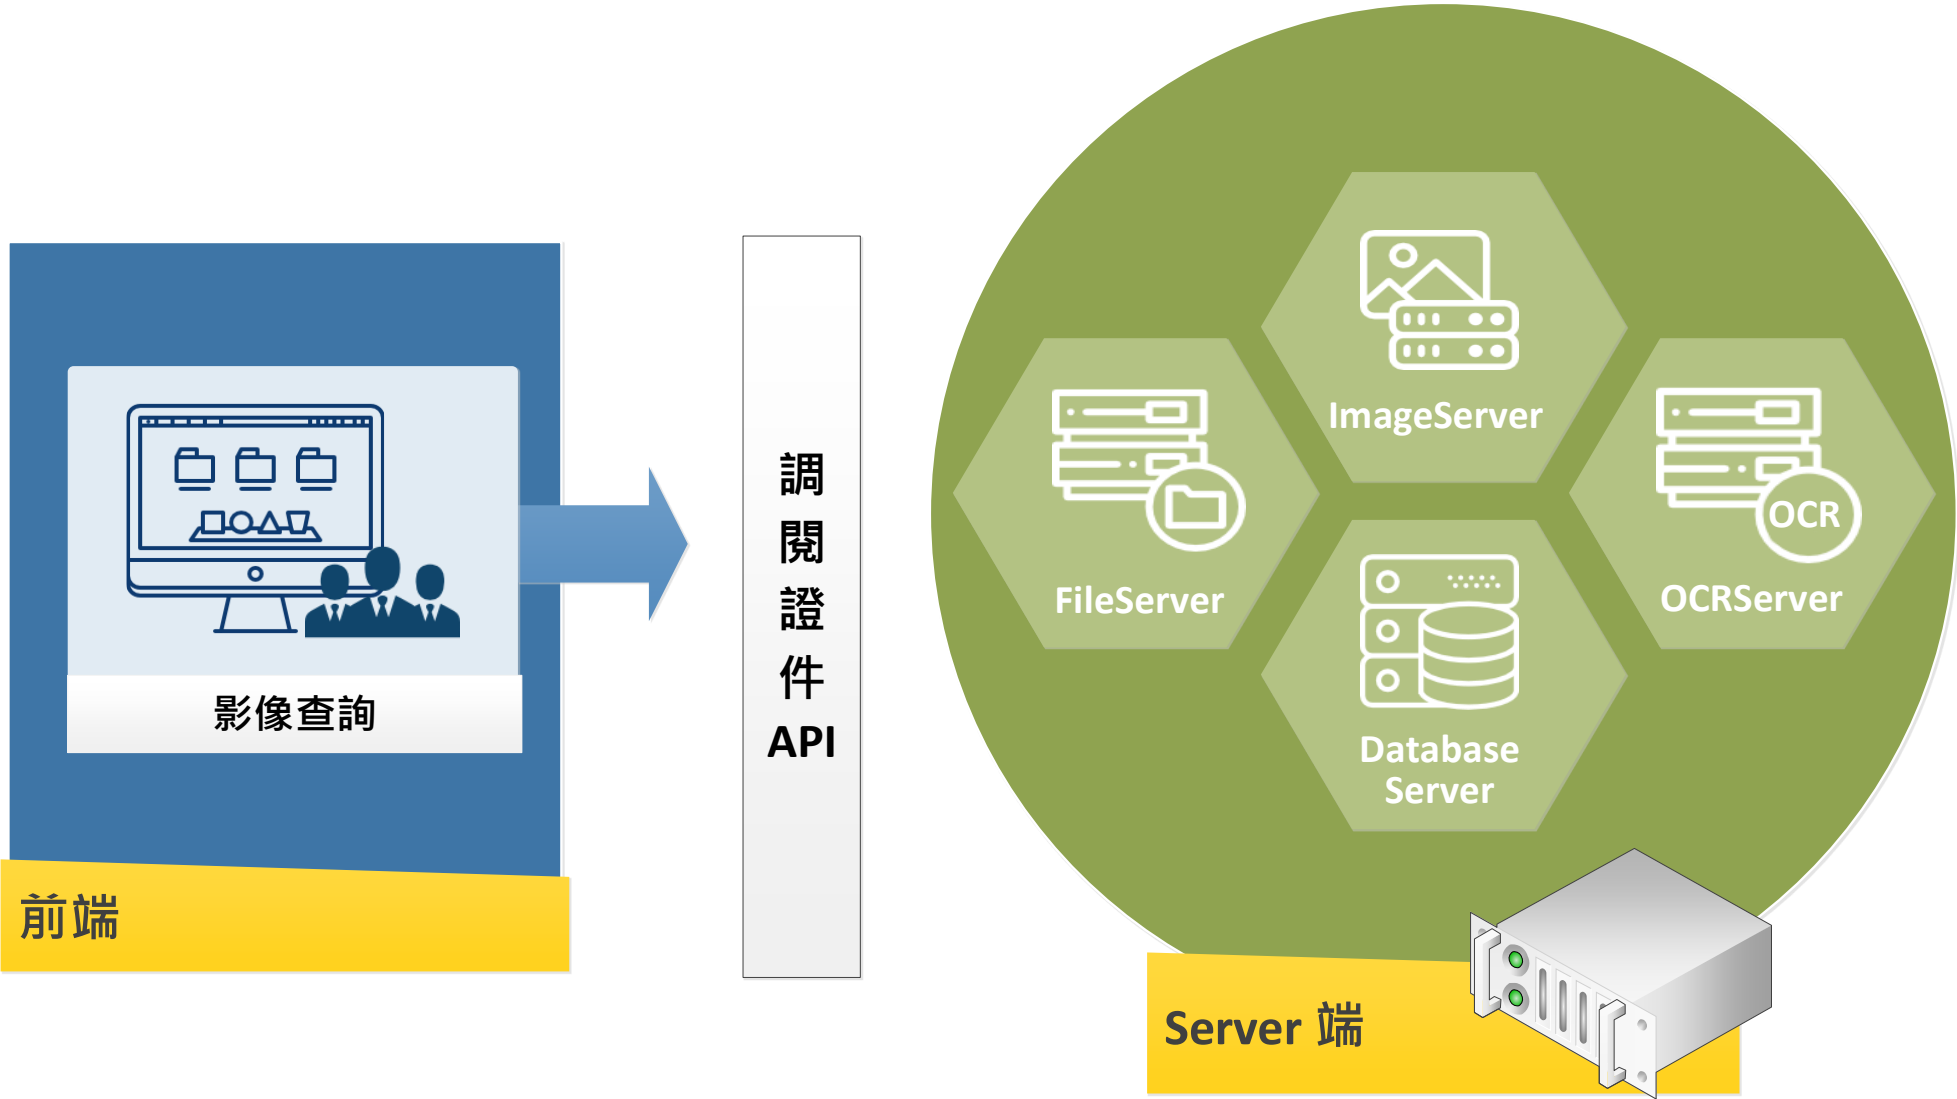 影像查詢
前端
調
閱
證
件
API
ImageServer
FileServer
OCR
OCRServer
Database
Server
Server 端